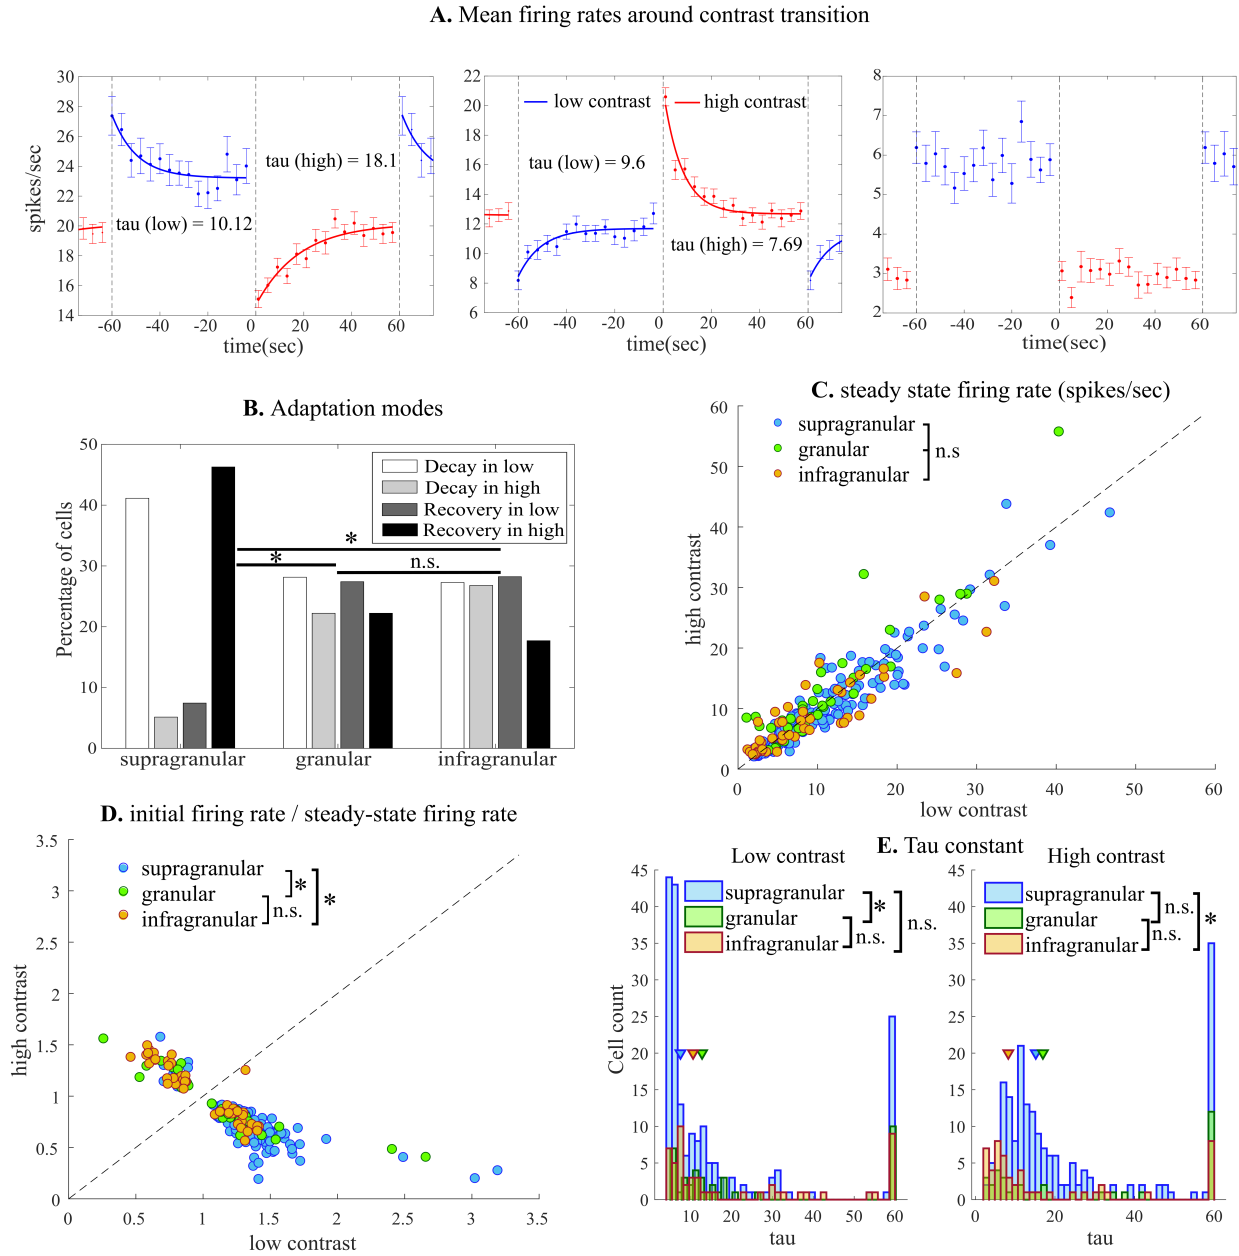 A. Mean firing rates around contrast transition
spikes/sec
30
28
26
24
22
20
18
16
14
tau (high) = 18.1
tau (low) = 10.12
-60 -40 -20 0 20 40 60
time(sec)
22
20
18
16
14
12
10
8
6
low contrast
high contrast
tau (low) = 9.6
tau (high) = 7.69
-60 -40 -20 0 20 40 60
time(sec)
8
7
6
5
4
3
2
-60 -40 -20 0 20 40 60
time(sec)
B. Adaptation modes
Percentage of cells
50
40
30
20
10
0
Decay in low
Decay in high
Recovery in low
Recovery in high
*
*
n.s.
supragranular granular infragranular
C. steady state firing rate (spikes/sec)
high contrast
60
50
40
30
20
10
0
supragranular
granular
infragranular
n.s
0 10 20 30 40 50 60
low contrast
D. initial firing rate / steady-state firing rate
high contrast
3.5
3
2.5
2
1.5
1
0.5
0
supragranular
granular
infragranular
*
n.s.
*
0 0.5 1 1.5 2 2.5 3 3.5
low contrast
E. Tau constant
Low contrast
Cell count
45
40
35
30
25
20
15
10
5
0
supragranular
granular
infragranular
*
n.s.
n.s.
10 20 30 40 50 60
tau
High contrast
45
40
35
30
25
20
15
10
5
0
supragranular
granular
infragranular
n.s.
n.s.
*
0 20 40 60
tau